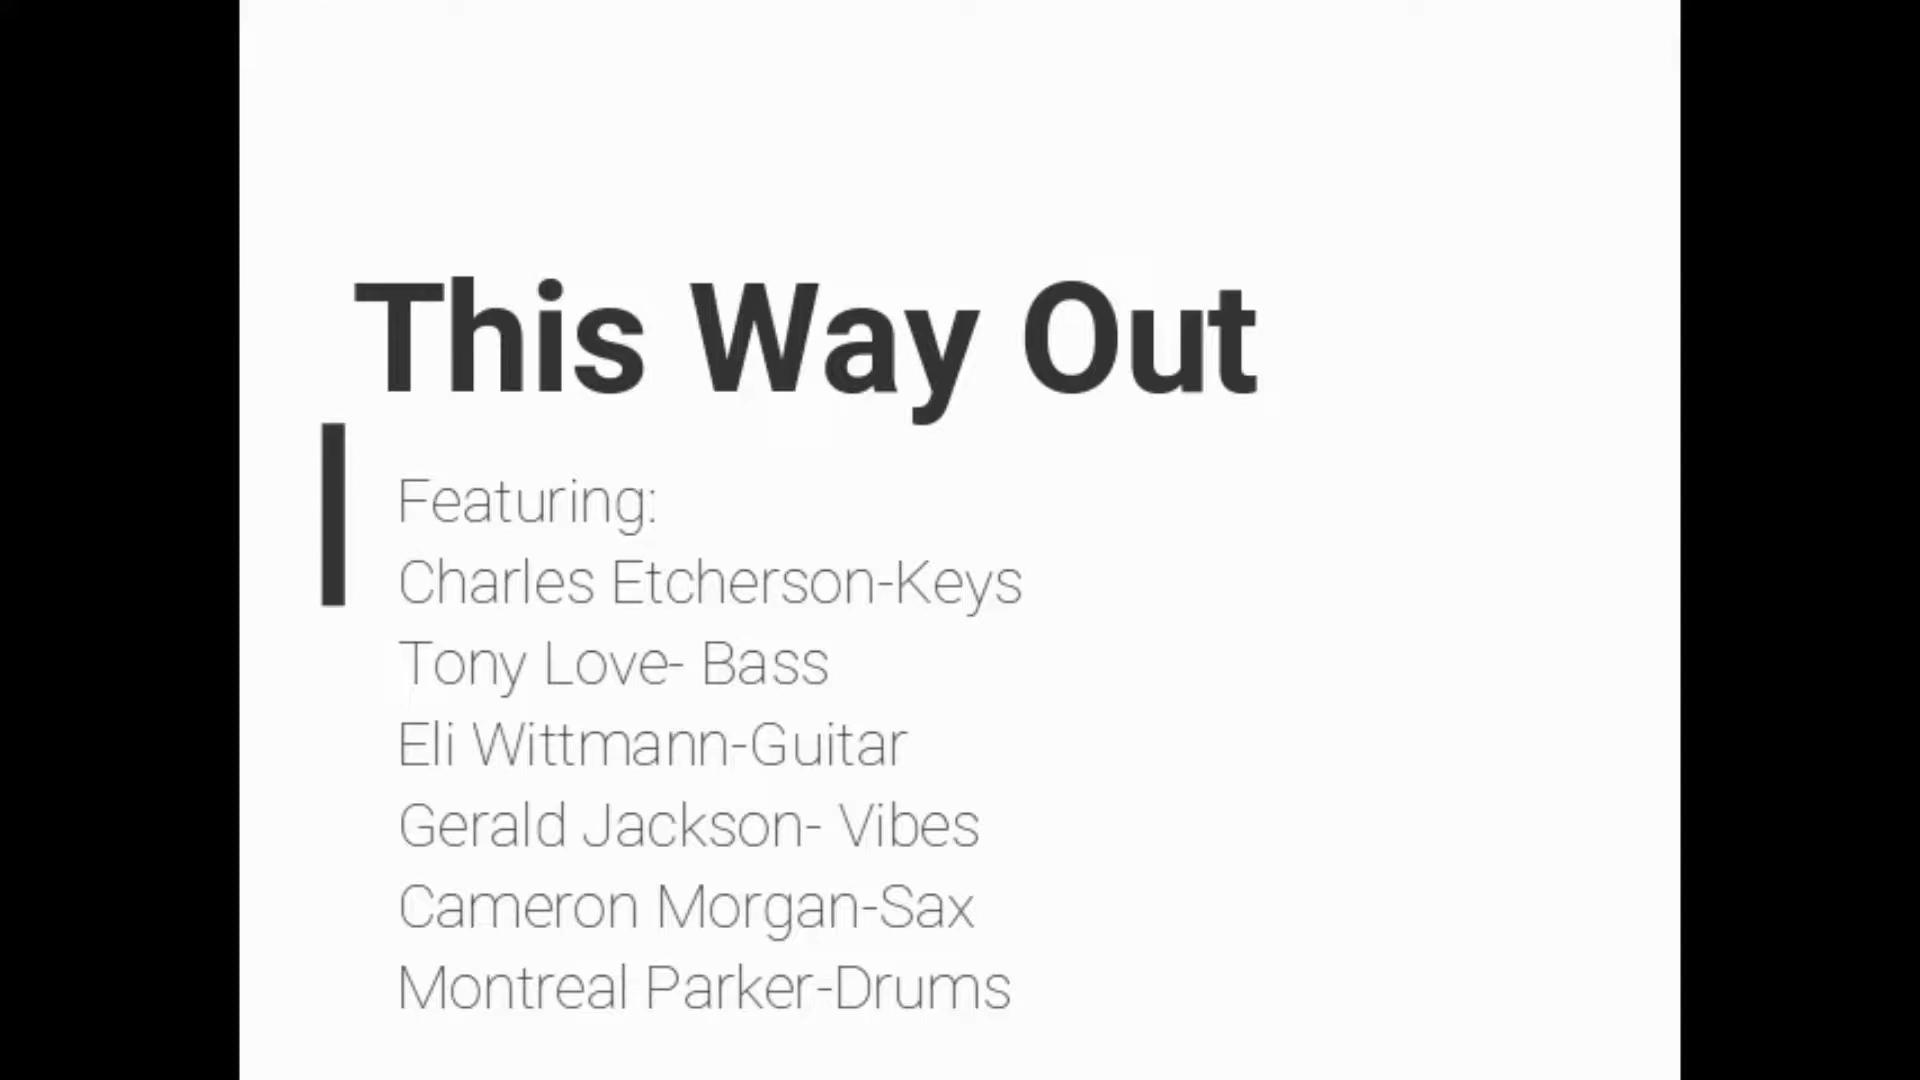 This Way Out
Featuring:
Charles Etcherson-Keys
Tony Love- Bass
Eli Wittmann-Guitar
Gerald Jackson- Vibes
Cameron Morgan-Sax
Montreal Parker-Drums